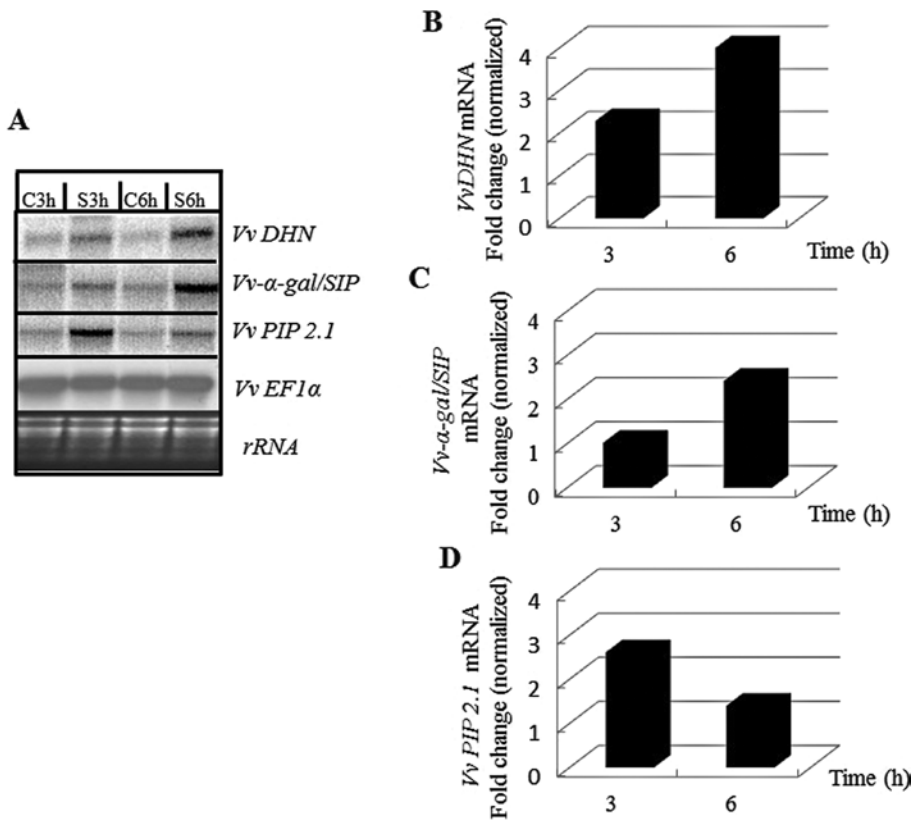 A
C3h S3h C6h S6h
Vv DHN
Vv-α-gal/SIP
Vv PIP 2.1
Vv EF1α
rRNA
B
VvDHN mRNA
Fold change (normalized)
4
3
2
1
0
3 6 Time (h)
C
Vv-α-gal/SIP
mRNA
Fold change (normalized)
4
3
2
1
0
3 6 Time (h)
D
Vv PIP 2.1 mRNA
Fold change (normalized)
4
3
2
1
0
3 6 Time (h)